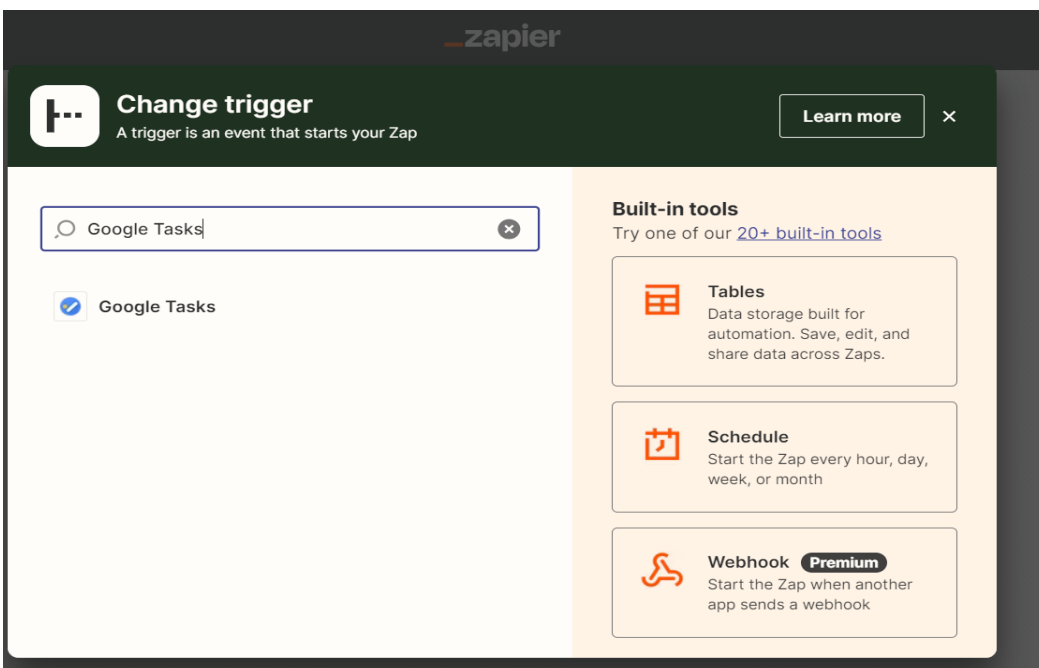 _zapier
Change trigger
A trigger is an event that starts your Zap
Learn more
Google Tasks
Google Tasks
Built-in tools
Try one of our 20+ built-in tools
Tables
Data storage built for
automation. Save, edit, and
share data across Zaps.
Schedule
Start the Zap every hour, day,
week, or month
Webhook Premium
Start the Zap when another
app sends a webhook